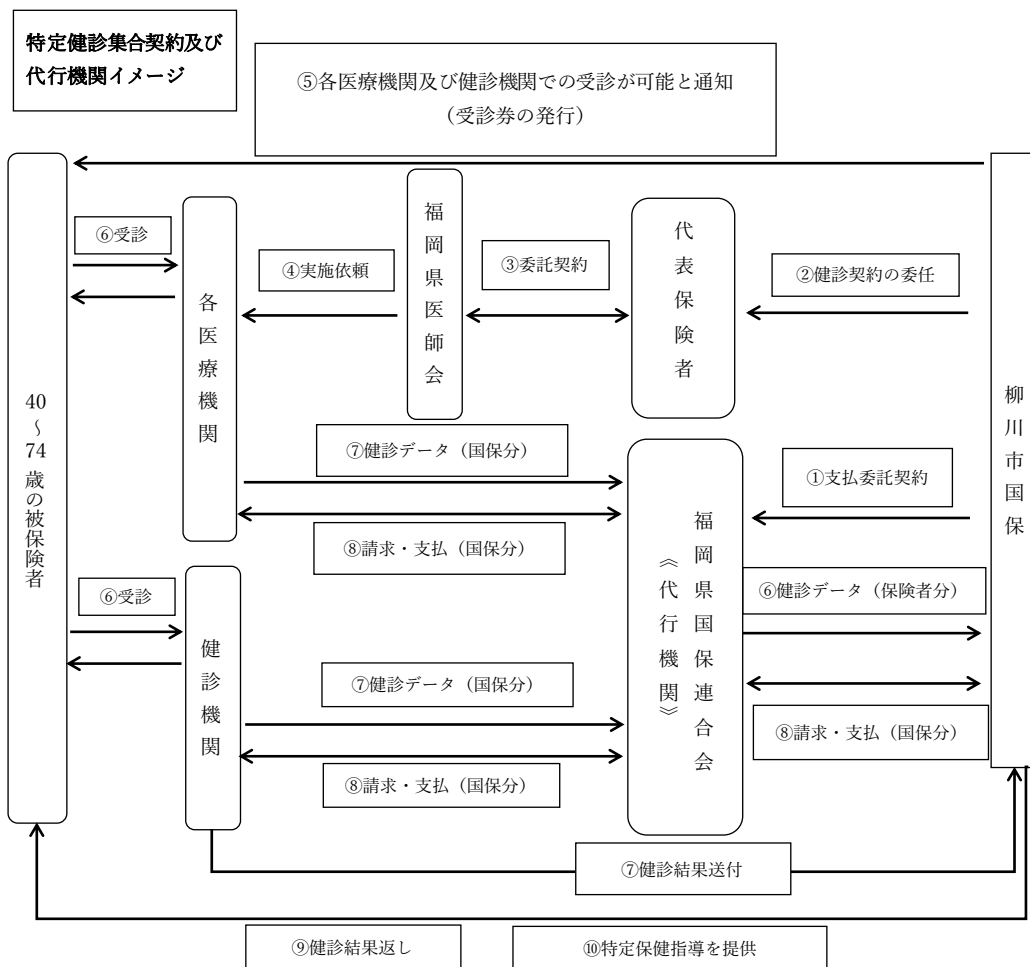 特定健診集合契約及び
代行機関イメージ
⑤各医療機関及び健診機関での受診が可能と通知
（受診券の発行）
40～74歳の被保険者
⑥受診
各医療機関
④実施依頼
福岡県医師会
③委託契約
代表保険者
②健診契約の委任
柳川市国保
⑦健診データ（国保分）
⑧請求・支払（国保分）
①支払委託契約
福岡県国保連合会
《代行機関》
⑥健診データ（保険者分）
⑧請求・支払（国保分）
⑥受診
健診機関
⑦健診データ（国保分）
⑧請求・支払（国保分）
⑦健診結果送付
⑨健診結果返し
⑩特定保健指導を提供